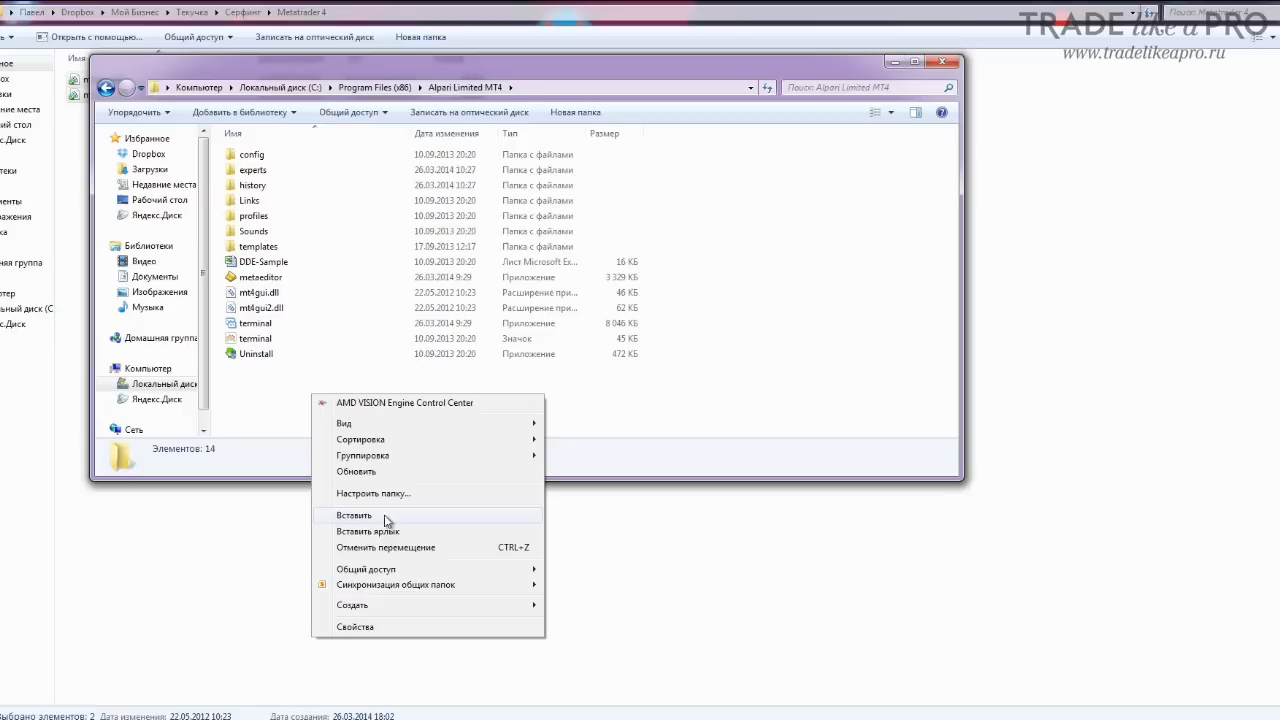 Павел Dropbox Мой Бизнес Текучка Серфинг Metatrader 4
Поиск: Metatrader 4
TRADE like a PRO
www.tradelikeapro.ru
Открыть с помощью... Общий доступ Записать на оптический диск Новая папка
Компьютер Локальный диск (C:) Program Files (x86) Alpari Limited MT4
Поиск: Alpari Limited MT4
Упорядочить Добавить в библиотеку Общий доступ Записать на оптический диск Новая папка
Избранное
Dropbox
Загрузки
Недавние места
Рабочий стол
Яндекс.Диск
Библиотеки
Видео
Документы
Изображения
Музыка
Домашняя группа
Компьютер
Локальный диск
Яндекс.Диск
Сеть
Имя Дата изменения Тип Размер
config 10.09.2013 20:20 Папка с файлами
experts 26.03.2014 10:27 Папка с файлами
history 26.03.2014 10:27 Папка с файлами
Links 10.09.2013 20:20 Папка с файлами
profiles 10.09.2013 20:20 Папка с файлами
Sounds 10.09.2013 20:20 Папка с файлами
templates 17.09.2013 12:17 Папка с файлами
DDE-Sample 10.09.2013 20:20 Лист Microsoft Ex... 16 КБ
metaeditor 26.03.2014 9:29 Приложение 3 329 КБ
mt4gui.dll 22.05.2012 10:23 Расширение при... 46 КБ
mt4gui2.dll 22.05.2012 10:23 Расширение при... 62 КБ
terminal 26.03.2014 9:29 Приложение 8 046 КБ
terminal 10.09.2013 20:20 Значок 45 КБ
Uninstall 10.09.2013 20:20 Приложение 472 КБ
Элементов: 14
AMD VISION Engine Control Center
Вид
Сортировка
Группировка
Обновить
Настроить папку...
Вставить
Вставить ярлык
Отменить перемещение CTRL+Z
Общий доступ
Синхронизация общих папок
Создать
Свойства
Выбрано элементов: 2 Дата изменения: 22.05.2012 10:23 Дата создания: 26.03.2014 18:02